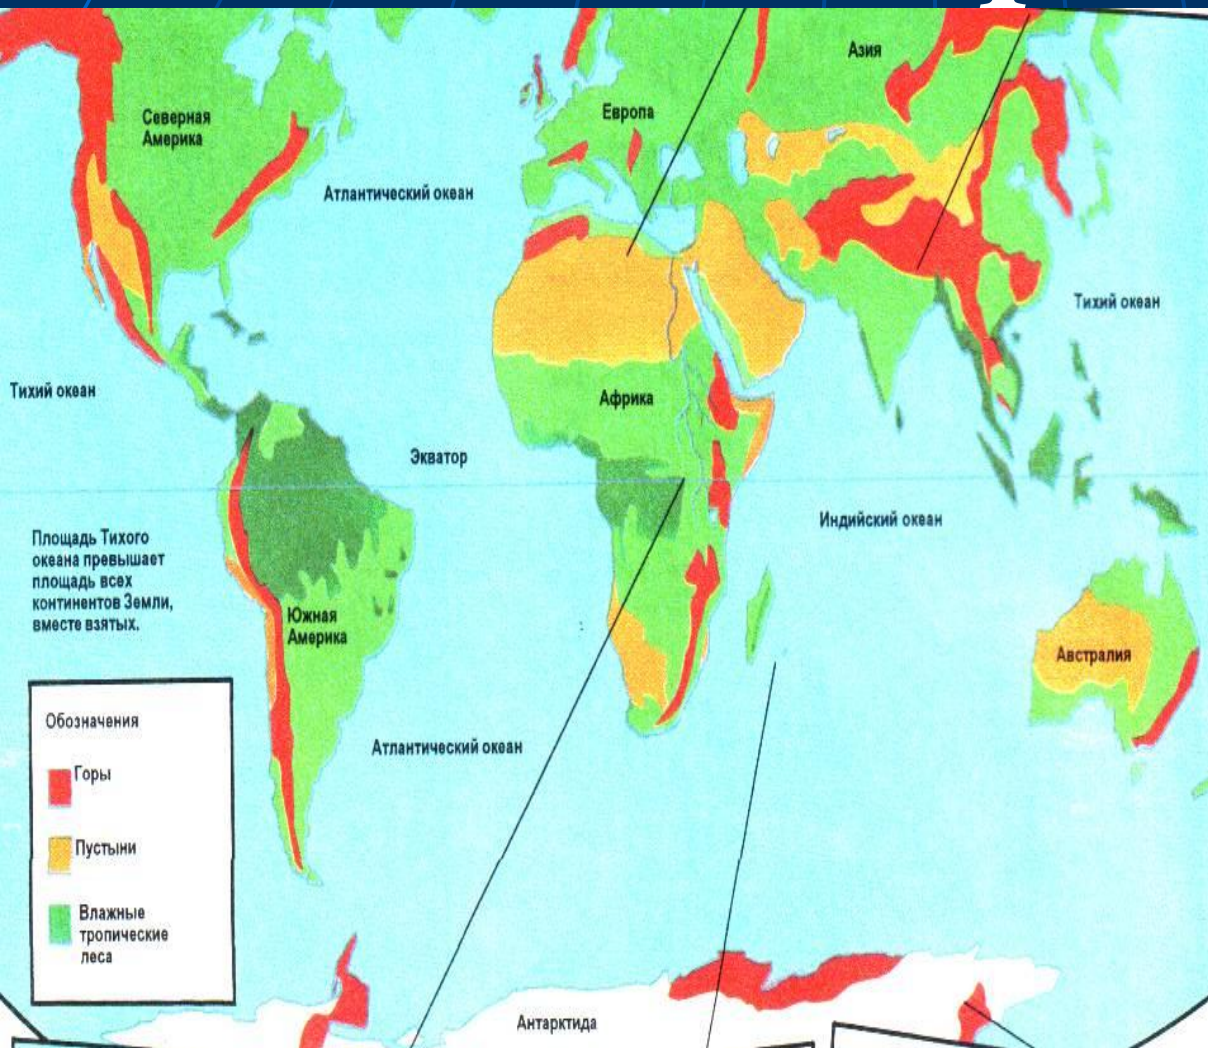 Азия
Северная
Америка
Европа
Атлантический океан
Тихий океан
Тихий океан
Африка
Экватор
Индийский океан
Площадь Тихого
океана превышает
площадь всех
континентов Земли,
вместе взятых.
Южная
Америка
Австралия
Обозначения
Атлантический океан
Горы
Пустыни
Влажные
тропические
леса
Антарктида